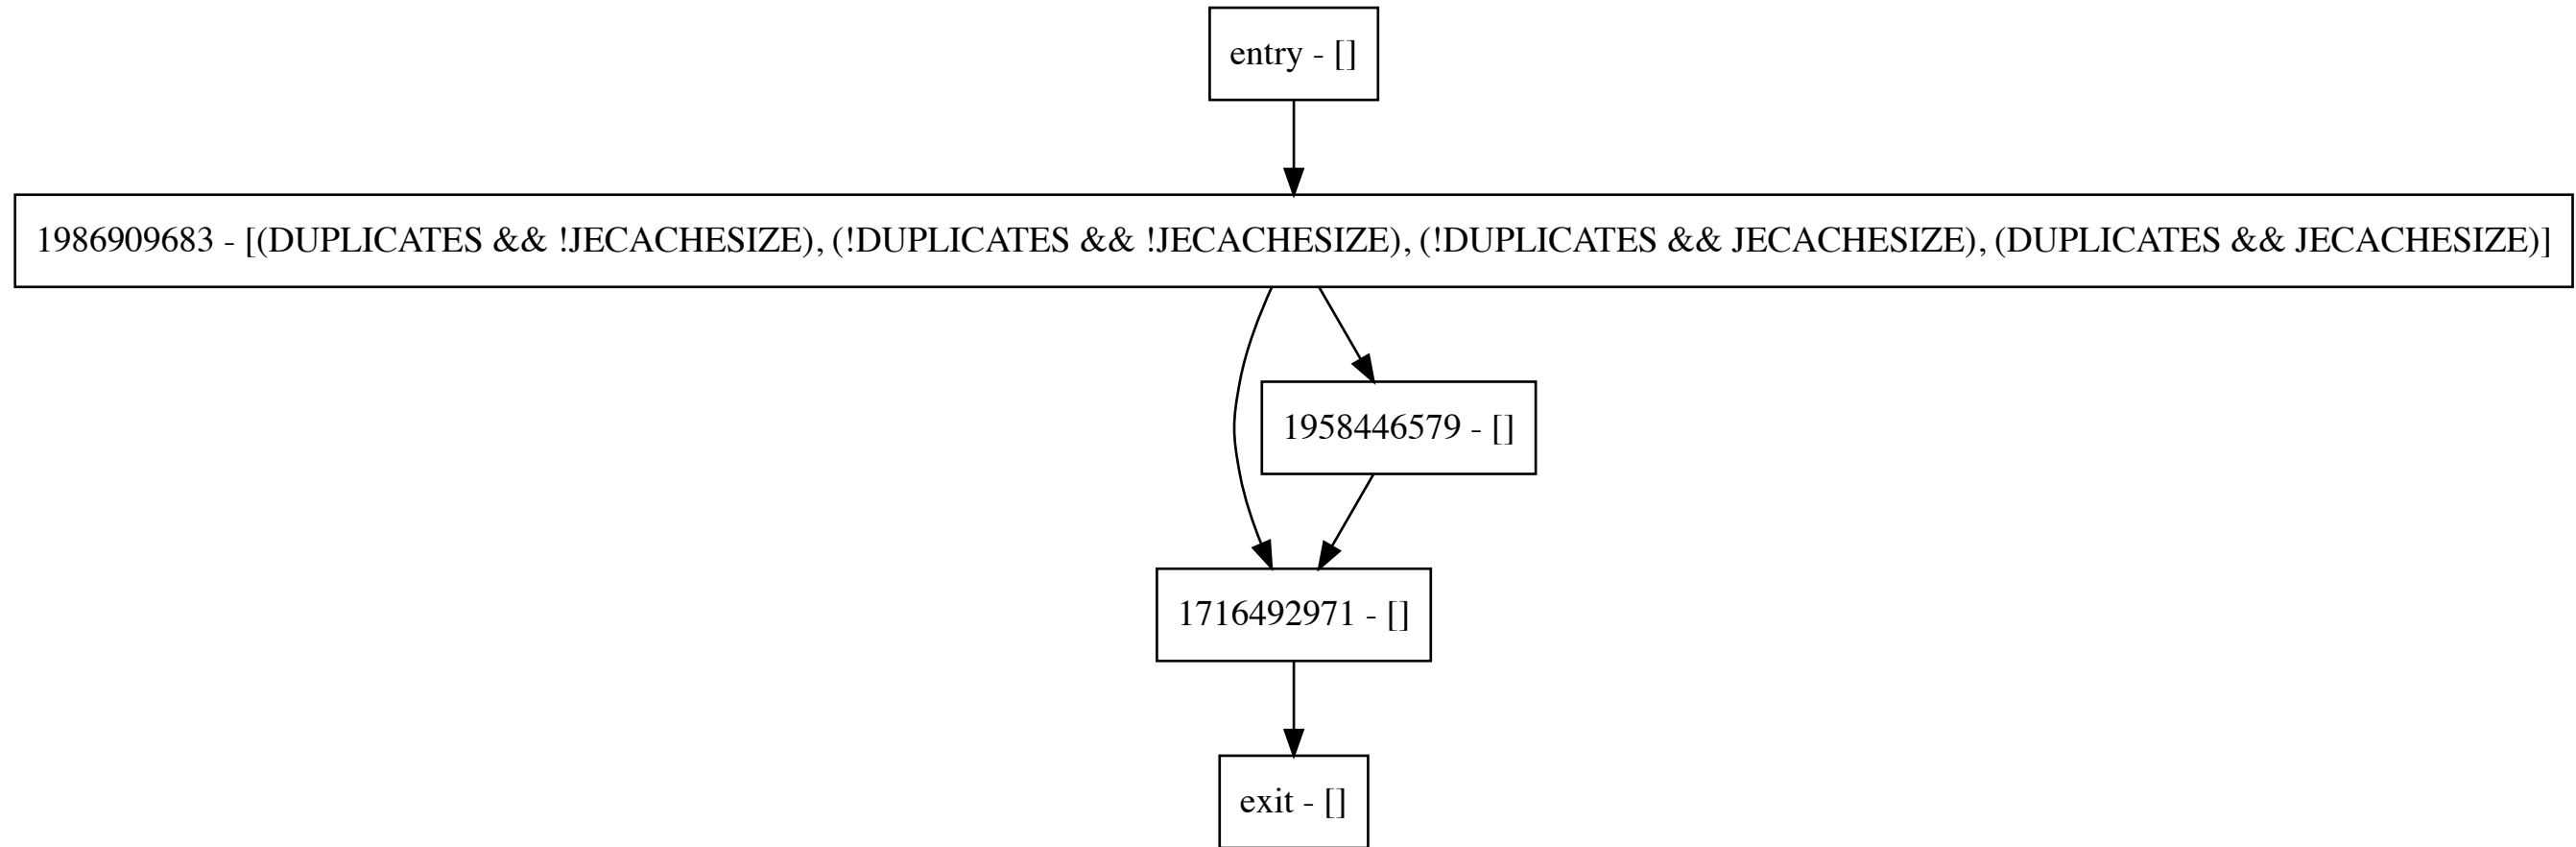 entry - []
1986909683 - [(DUPLICATES && !JECACHESIZE), (!DUPLICATES && !JECACHESIZE), (!DUPLICATES && JECACHESIZE), (DUPLICATES && JECACHESIZE)]
1958446579 - []
1716492971 - []
exit - []